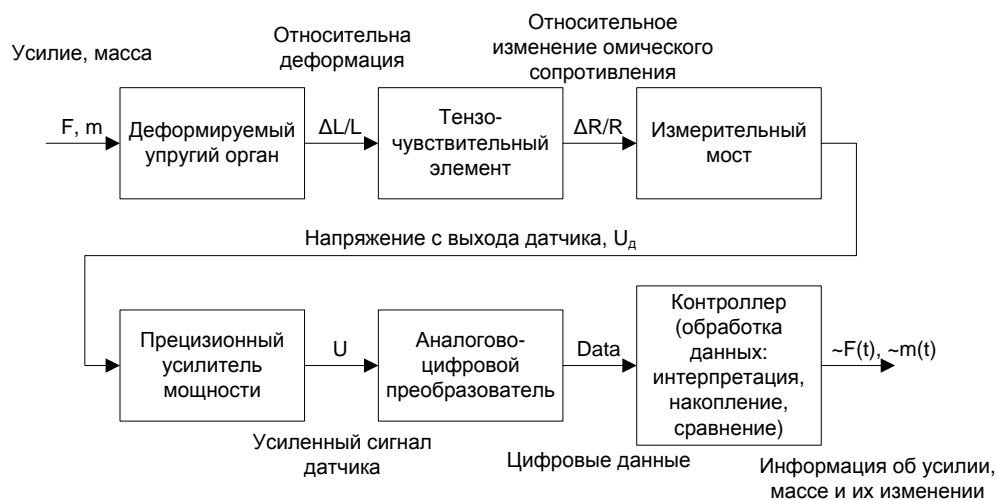 Усилие, масса
Относительна
деформация
Относительное
изменение омического
сопротивления
F, m
Деформируемый
упругий орган
ΔL/L
Тензо-
чувствительный
элемент
ΔR/R
Измерительный
мост
Напряжение с выхода датчика, Uд
Прецизионный
усилитель
мощности
U
Аналогово-
цифровой
преобразователь
Data
Контроллер
(обработка
данных:
интерпретация,
накопление,
сравнение)
~F(t), ~m(t)
Усиленный сигнал
датчика
Цифровые данные
Информация об усилии,
массе и их изменении